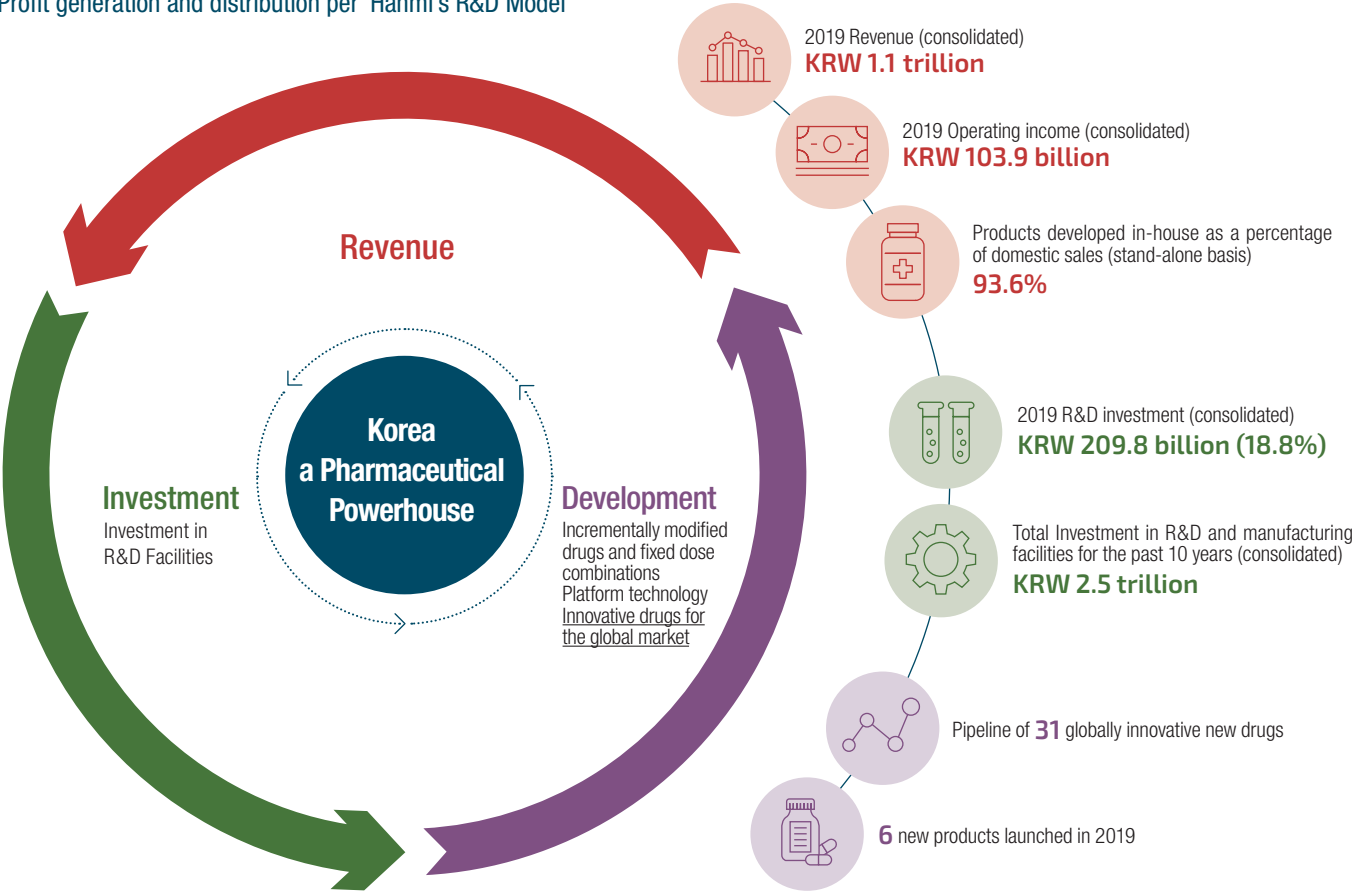 Profit generation and distribution per 'Hanmi's R&D Model'
Revenue
Korea
a Pharmaceutical
Powerhouse
Investment
Investment in
R&D Facilities
Development
Incrementally modified
drugs and fixed dose
combinations
Platform technology
Innovative drugs for
the global market
2019 Revenue (consolidated)
KRW 1.1 trillion
2019 Operating income (consolidated)
KRW 103.9 billion
Products developed in-house as a percentage
of domestic sales (stand-alone basis)
93.6%
2019 R&D investment (consolidated)
KRW 209.8 billion (18.8%)
Total Investment in R&D and manufacturing
facilities for the past 10 years (consolidated)
KRW 2.5 trillion
Pipeline of 31 globally innovative new drugs
6 new products launched in 2019